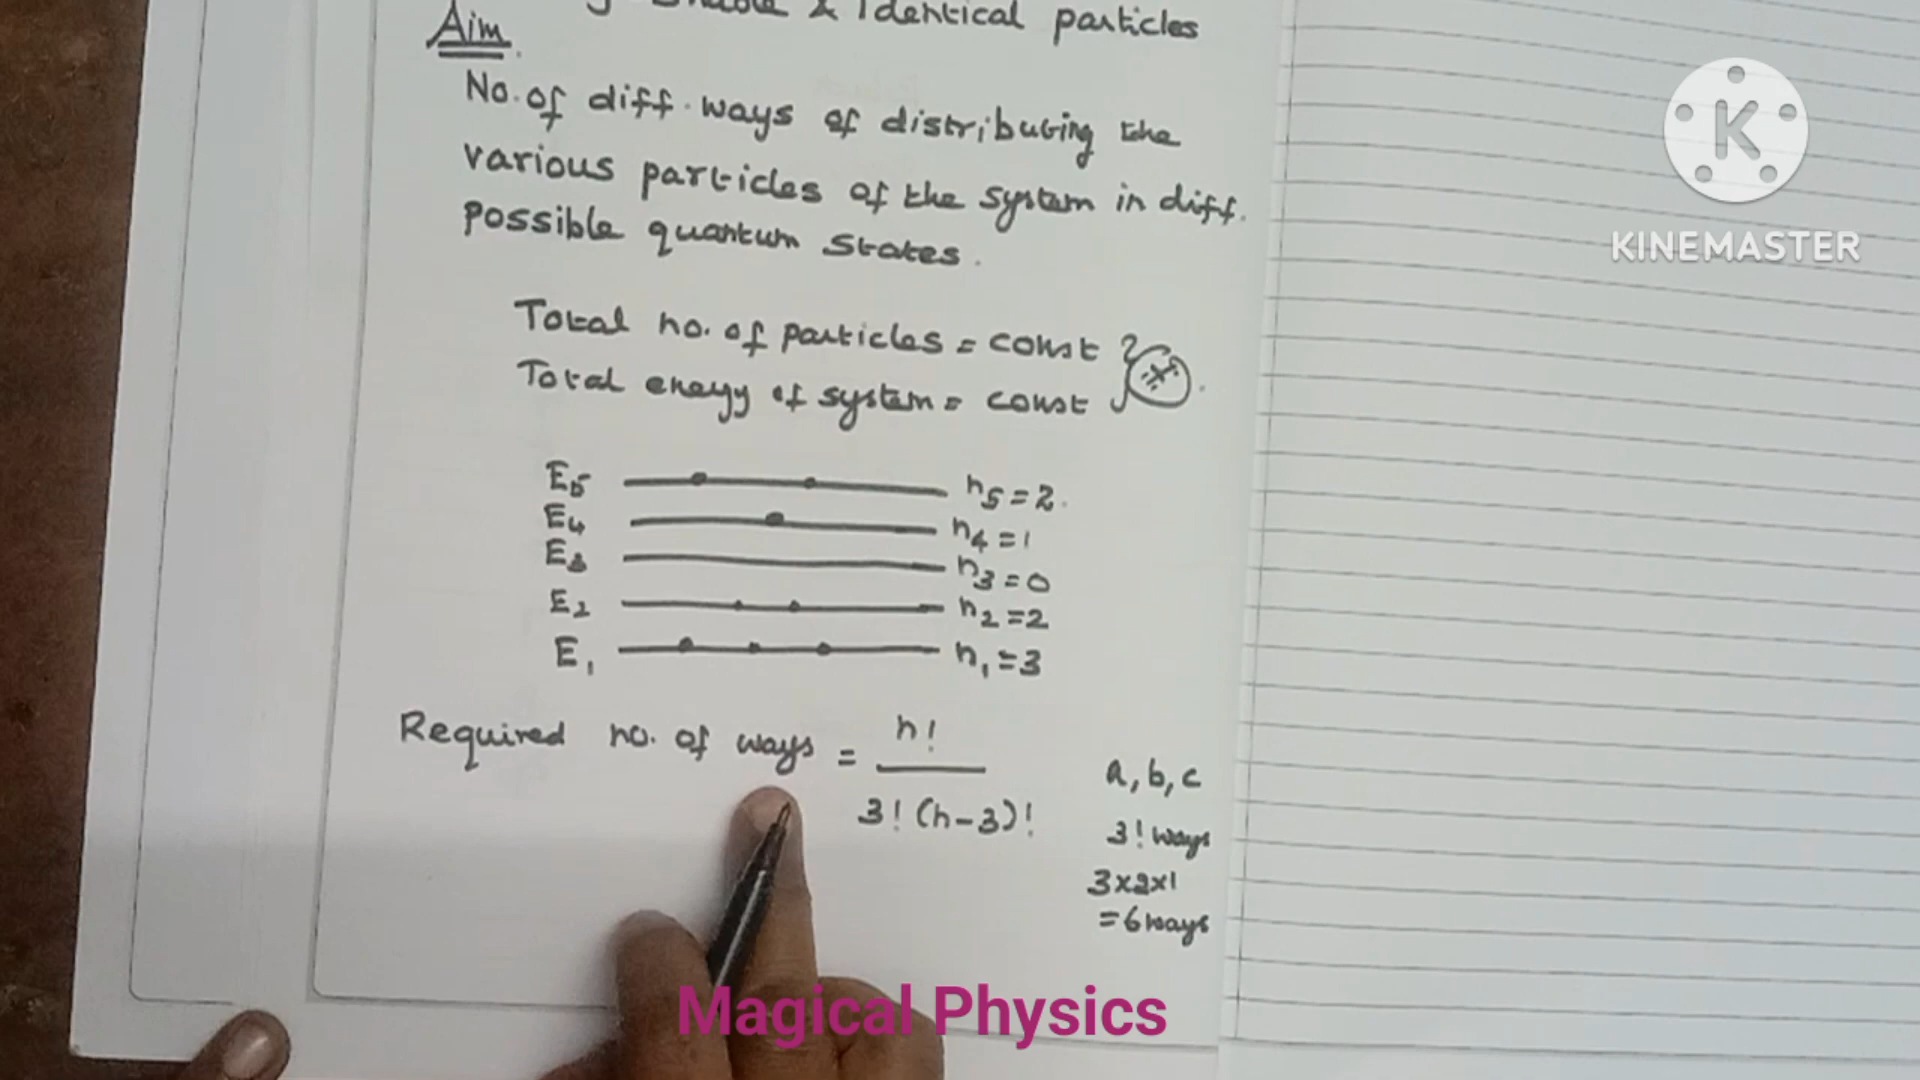 & Identical particles
Aim
No. of diff. ways of distributing the
various particles of the system in diff.
possible quantum states.
Total no. of particles = const
Total energy of system = const
E5 n5 = 2.
E4 n4 = 1
E3 n3 = 0
E2 n2 = 2
E1 n1 = 3
Required no. of ways = n!
3! (n-3)!
a, b, c
3! ways
3x2x1
= 6 ways
K
KINEMASTER
Magical Physics